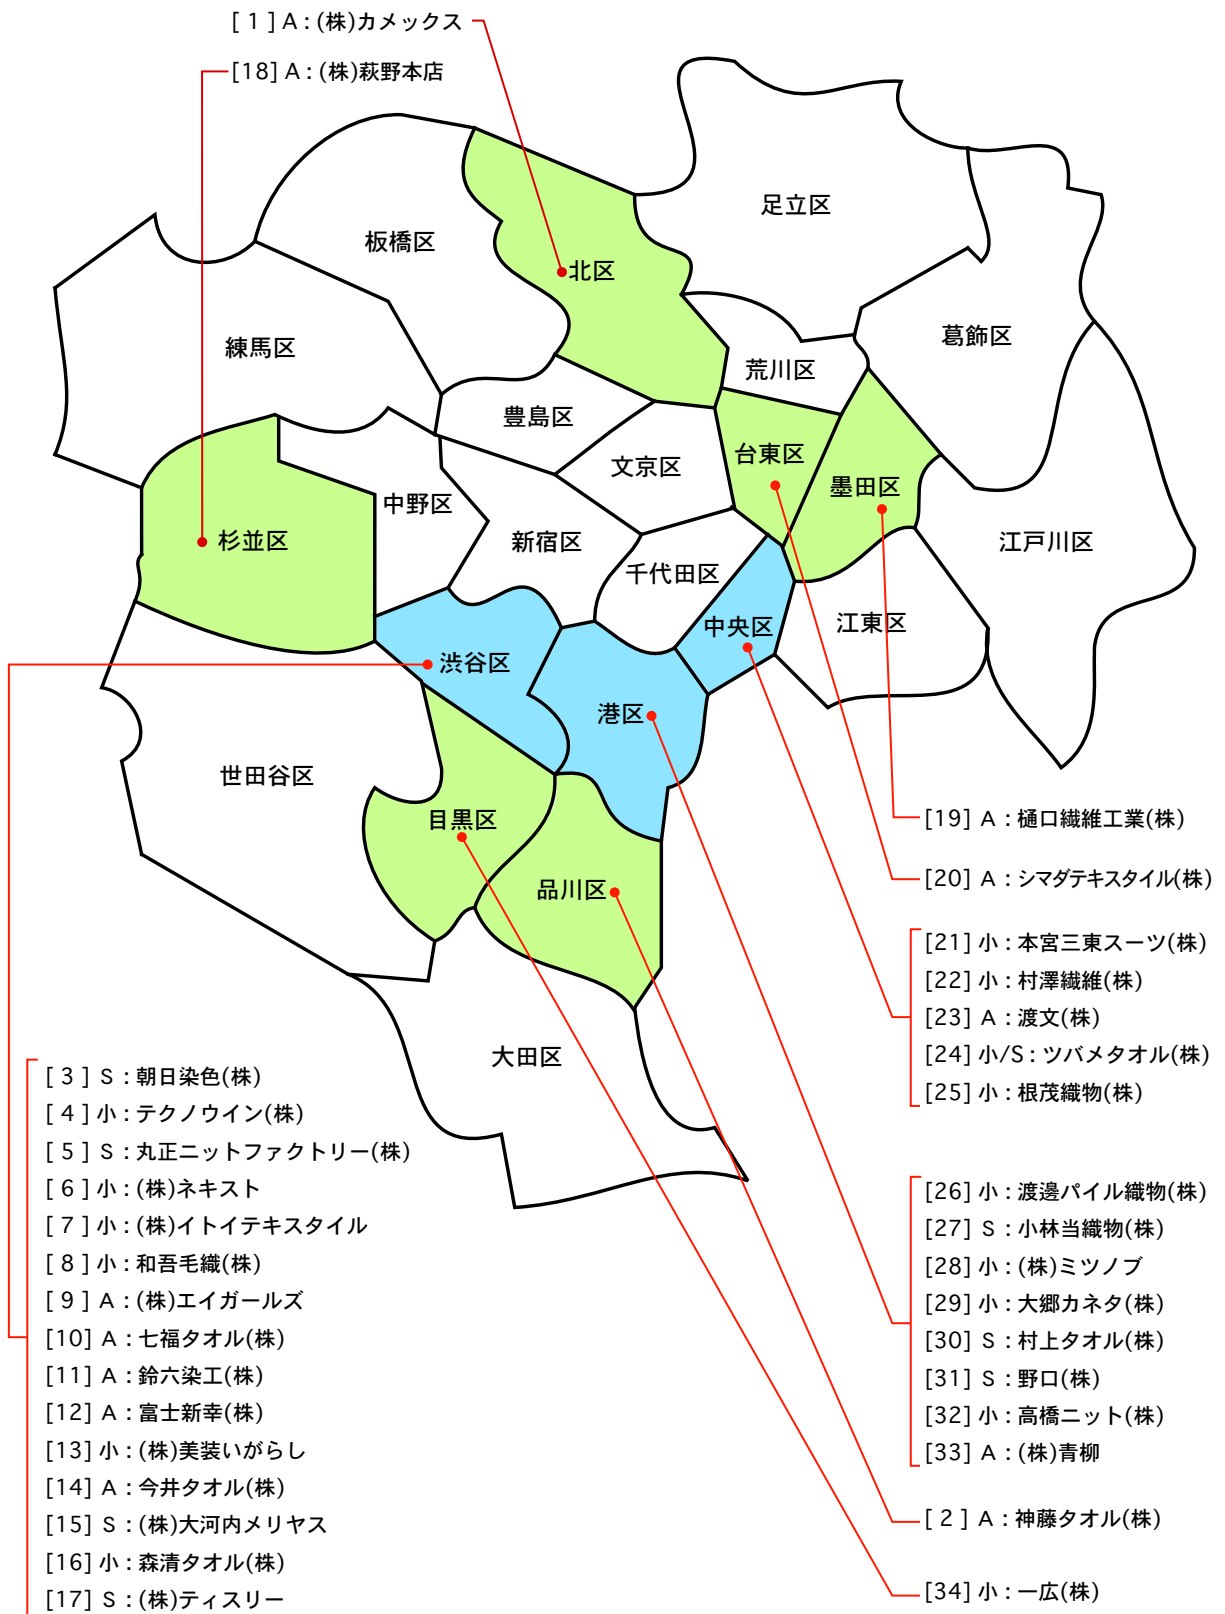 [ 1 ] A : (株)カメックス
[18] A : (株)萩野本店
足立区
板橋区
北区
葛飾区
練馬区
荒川区
豊島区
台東区
文京区
墨田区
中野区
杉並区
新宿区
江戸川区
千代田区
中央区
江東区
渋谷区
港区
世田谷区
目黒区
品川区
大田区
[19] A : 樋口繊維工業(株)
[20] A : シマダテキスタイル(株)
[21] 小 : 本宮三東スーツ(株)
[22] 小 : 村澤繊維(株)
[23] A : 渡文(株)
[24] 小/S : ツバメタオル(株)
[25] 小 : 根茂織物(株)
[ 3 ] S : 朝日染色(株)
[ 4 ] 小 : テクノウイン(株)
[ 5 ] S : 丸正ニットファクトリー(株)
[ 6 ] 小 : (株)ネキスト
[ 7 ] 小 : (株)イトイテキスタイル
[ 8 ] 小 : 和吾毛織(株)
[ 9 ] A : (株)エイガールズ
[10] A : 七福タオル(株)
[11] A : 鈴六染工(株)
[12] A : 富士新幸(株)
[13] 小 : (株)美装いがらし
[14] A : 今井タオル(株)
[15] S : (株)大河内メリヤス
[16] 小 : 森清タオル(株)
[17] S : (株)ティスリー
[26] 小 : 渡邊パイル織物(株)
[27] S : 小林当織物(株)
[28] 小 : (株)ミツノブ
[29] 小 : 大郷カネタ(株)
[30] S : 村上タオル(株)
[31] S : 野口(株)
[32] 小 : 高橋ニット(株)
[33] A : (株)青柳
[ 2 ] A : 神藤タオル(株)
[34] 小 : 一広(株)